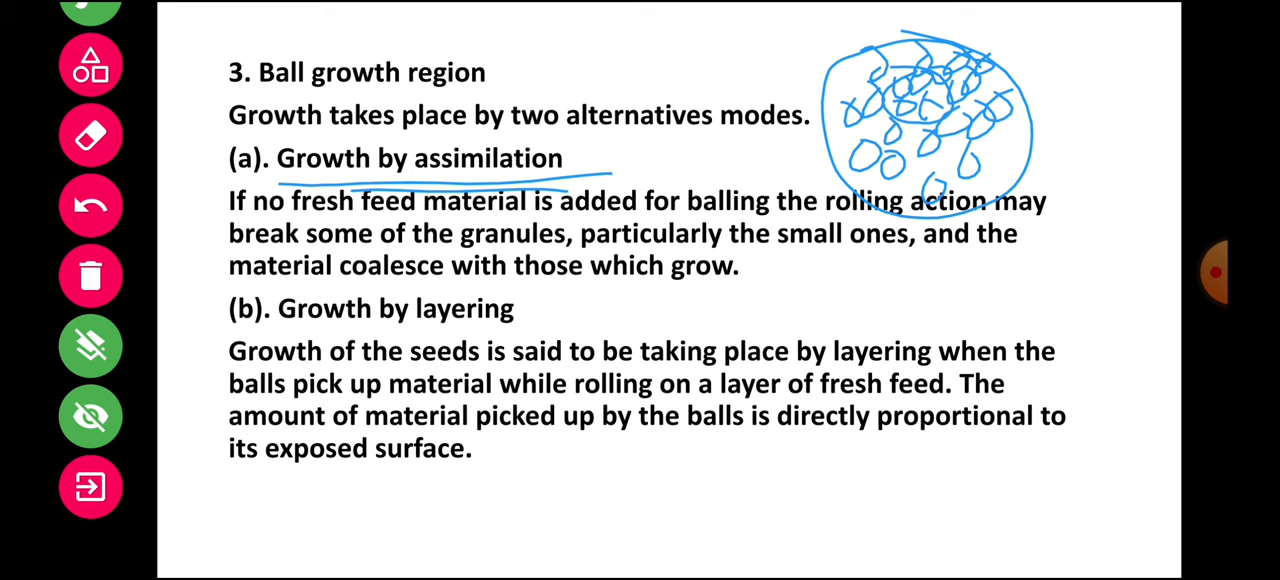 3. Ball growth region
Growth takes place by two alternatives modes.
(a). Growth by assimilation
If no fresh feed material is added for balling the rolling action may
break some of the granules, particularly the small ones, and the
material coalesce with those which grow.
(b). Growth by layering
Growth of the seeds is said to be taking place by layering when the
balls pick up material while rolling on a layer of fresh feed. The
amount of material picked up by the balls is directly proportional to
its exposed surface.